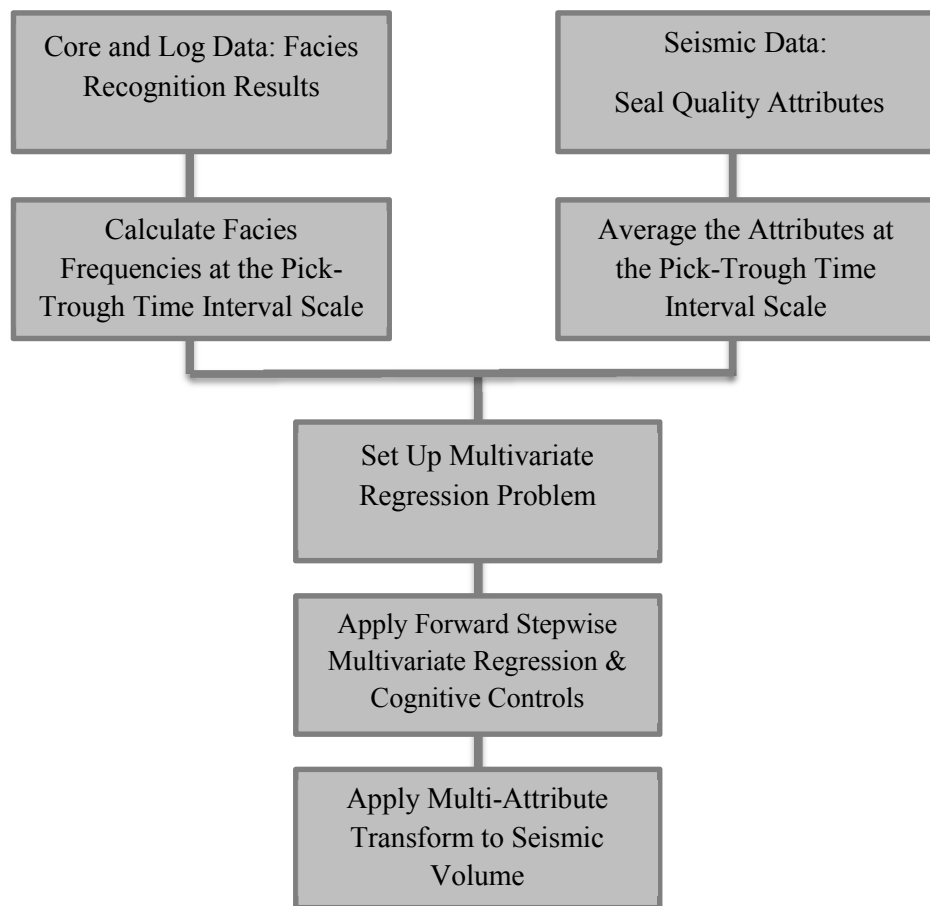 Core and Log Data: Facies
Recognition Results
Seismic Data:
Seal Quality Attributes
Calculate Facies
Frequencies at the Pick-
Trough Time Interval Scale
Average the Attributes at
the Pick-Trough Time
Interval Scale
Set Up Multivariate
Regression Problem
Apply Forward Stepwise
Multivariate Regression &
Cognitive Controls
Apply Multi-Attribute
Transform to Seismic
Volume